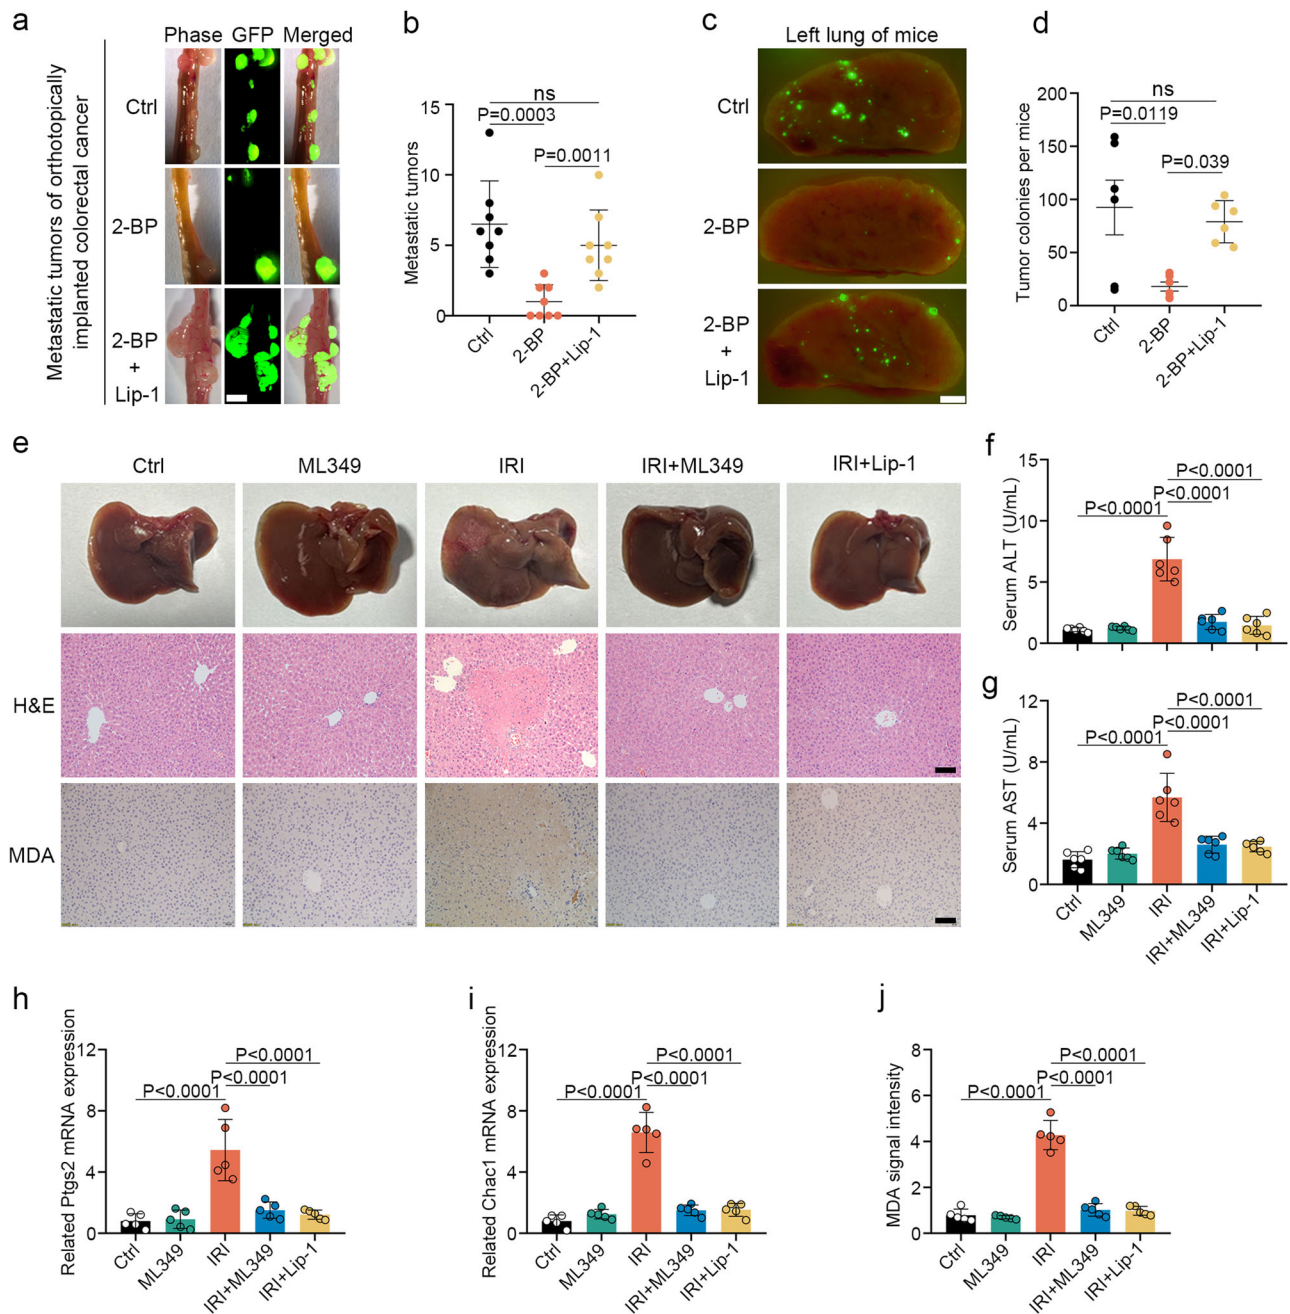 a
Phase GFP Merged
Metastatic tumors of orthotopically
implanted colorectal cancer
Ctrl
2-BP
2-BP
+
Lip-1
b
Metastatic tumors
15
10
5
0
ns
P=0.0003
P=0.0011
Ctrl
2-BP
2-BP+Lip-1
c
Left lung of mice
Ctrl
2-BP
2-BP
+
Lip-1
d
Tumor colonies per mice
200
150
100
50
0
ns
P=0.0119
P=0.039
Ctrl
2-BP
2-BP+Lip-1
e
Ctrl ML349 IRI IRI+ML349 IRI+Lip-1
H&E
MDA
f
Serum ALT (U/mL)
15
10
5
0
P<0.0001
P<0.0001
P<0.0001
g
Serum AST (U/mL)
12
8
4
0
P<0.0001
P<0.0001
P<0.0001
Ctrl
ML349
IRI
IRI+ML349
IRI+Lip-1
h
Related Ptgs2 mRNA expression
12
8
4
0
P<0.0001
P<0.0001
P<0.0001
Ctrl
ML349
IRI
IRI+ML349
IRI+Lip-1
i
Related Chac1 mRNA expression
12
8
4
0
P<0.0001
P<0.0001
P<0.0001
Ctrl
ML349
IRI
IRI+ML349
IRI+Lip-1
j
MDA signal intensity
8
6
4
2
0
P<0.0001
P<0.0001
P<0.0001
Ctrl
ML349
IRI
IRI+ML349
IRI+Lip-1